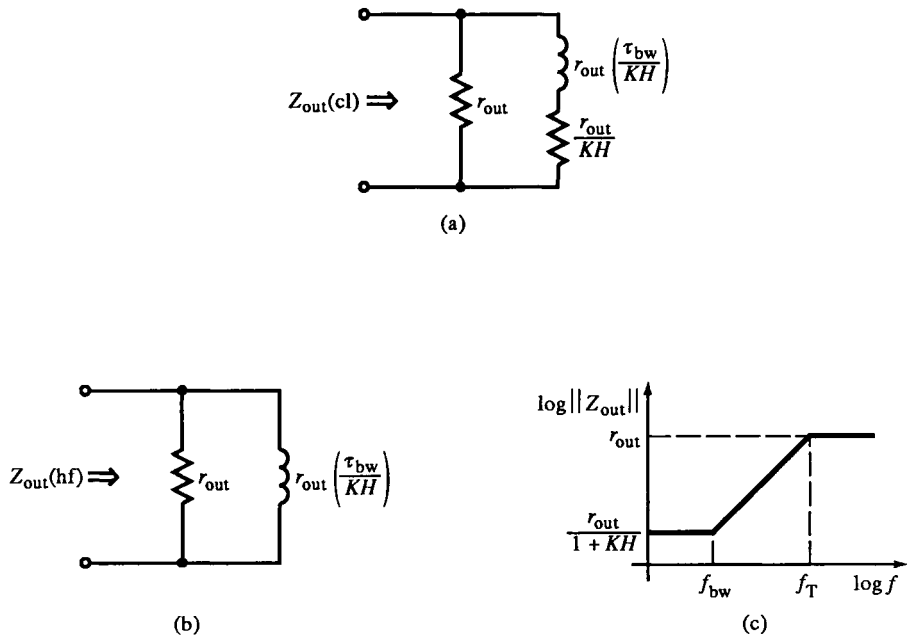 Z_out(cl) ⇒
r_out
r_out (τ_bw / KH)
r_out / KH
(a)
Z_out(hf) ⇒
r_out
r_out (τ_bw / KH)
(b)
log||Z_out||
r_out
r_out / 1 + KH
f_bw
f_T
log f
(c)